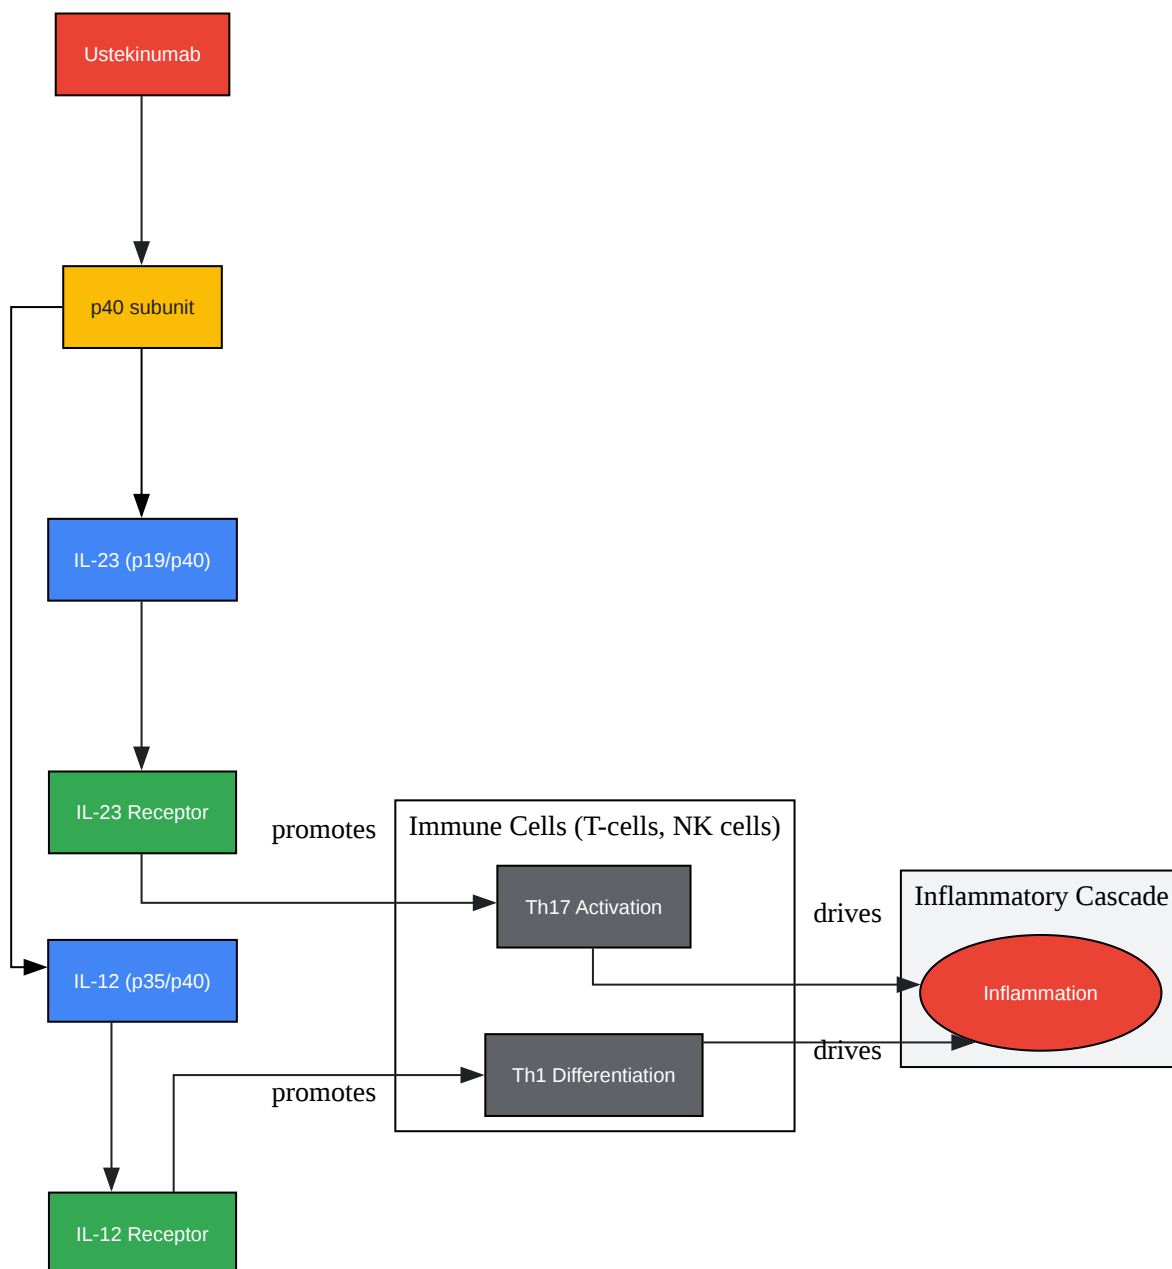 Ustekinumab
p40 subunit
IL-23 (p19/p40)
IL-23 Receptor
promotes
Immune Cells (T-cells, NK cells)
Th17 Activation
drives
Inflammatory Cascade
Inflammation
IL-12 (p35/p40)
drives
Th1 Differentiation
promotes
IL-12 Receptor